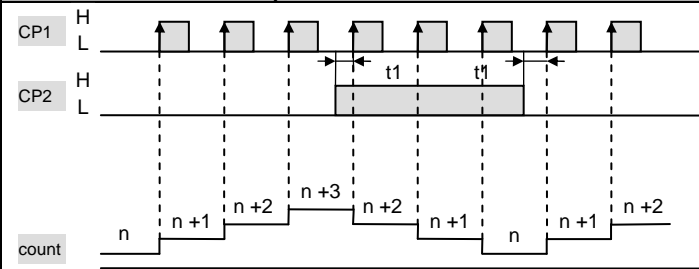 CP1 H
L
t1 t1
CP2 H
L
n n +1 n +2 n +3 n +2 n +1 n n +1 n +2
count